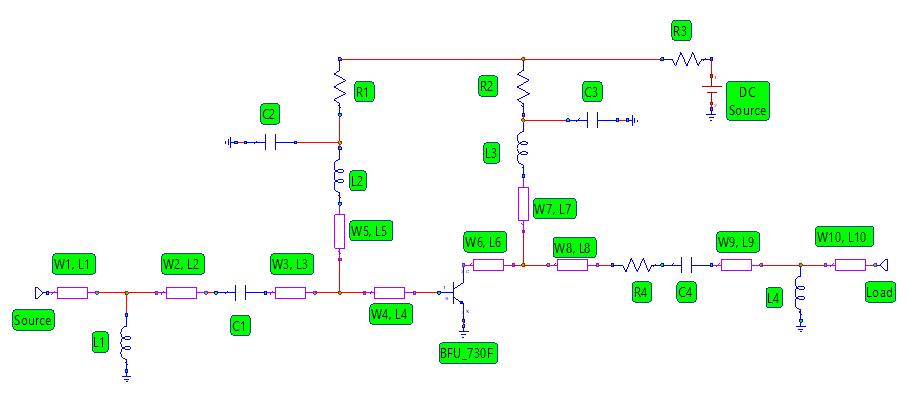 R3
R1
R2
C2
C3
DC
Source
L2
L3
W7, L7
W5, L5
W6, L6
W8, L8
W9, L9
W10, L10
W1, L1
W2, L2
W3, L3
Source
L1
C1
W4, L4
BFU_730F
R4
C4
L4
Load